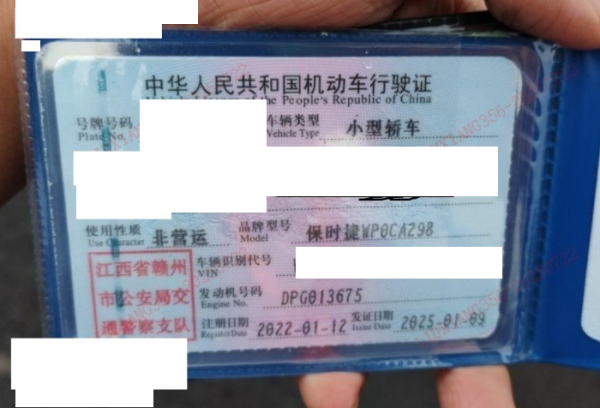 中华人民共和国机动车行驶证
the People's Republic of China
号牌号码 车辆类型 小型轿车
Plate No. Vehicle Type
使用性质 非营运 品牌型号 保时捷WP0CA298
Use Character Model
江西省赣州 车辆识别代号
VIN
市公安局交 发动机号码 DPG013675
Engine No.
通警察支队 注册日期 2022-01-12 发证日期 2025-01-09
Register Date Issue Date